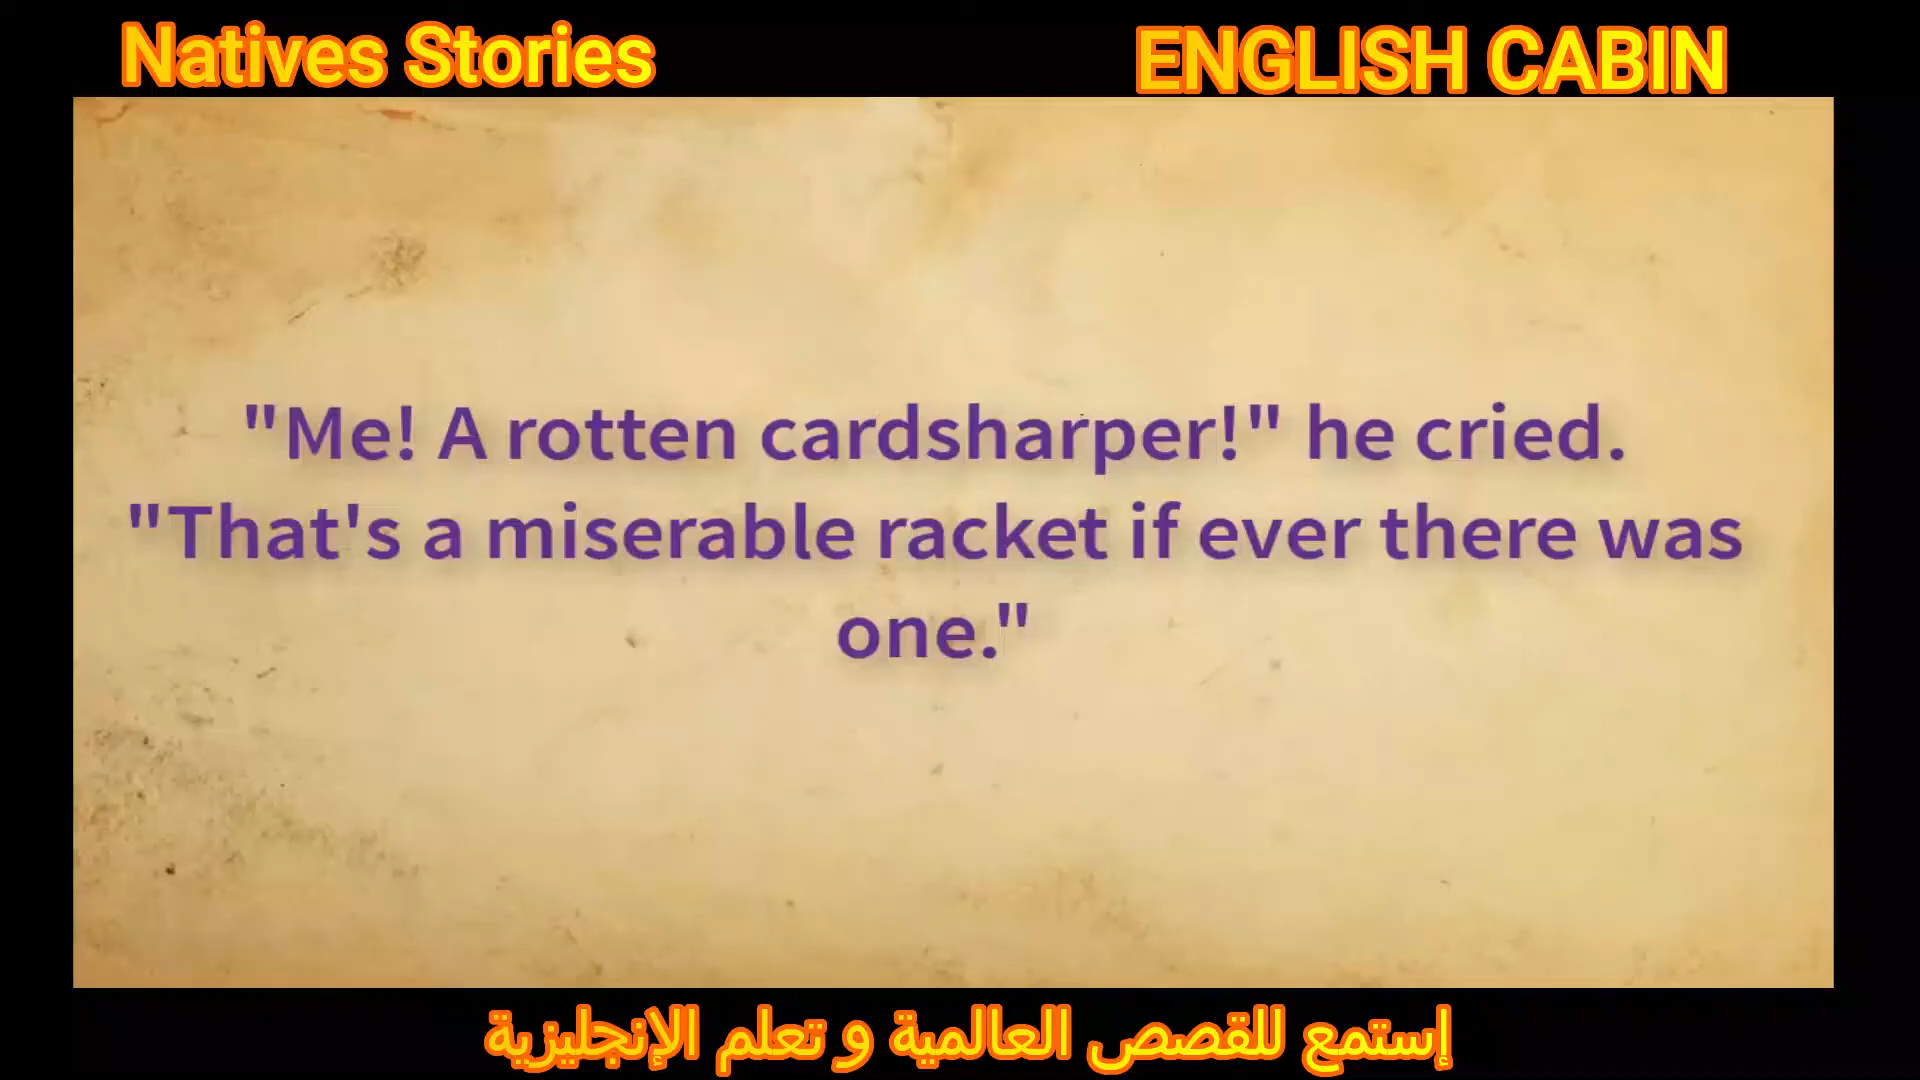 Natives Stories
ENGLISH CABIN
"Me! A rotten cardsharper!" he cried.
"That's a miserable racket if ever there was
one."
إستمع للقصص العالمية و تعلم الإنجليزية